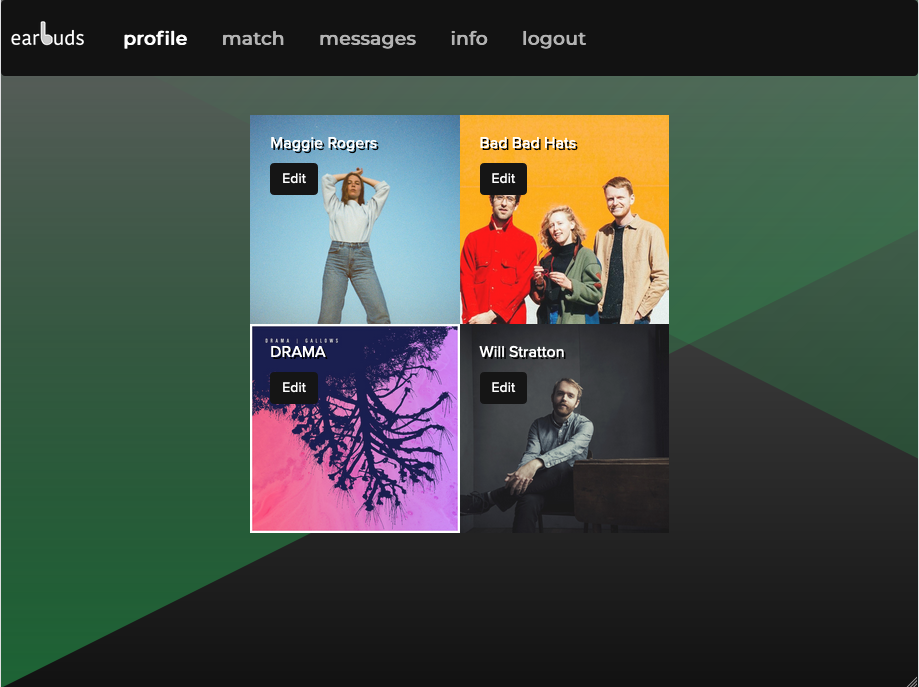 earbuds profile match messages info logout
Maggie Rogers
Edit
Bad Bad Hats
Edit
DRAMA | GALLOWS
DRAMA
Edit
Will Stratton
Edit